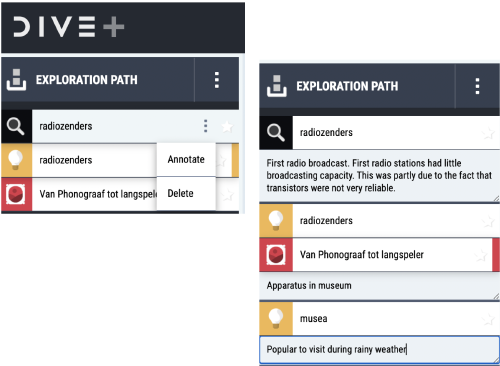 DIVE+
EXPLORATION PATH
radiozenders
radiozenders
Annotate
Van Phonograaf tot langspele
Delete
EXPLORATION PATH
radiozenders
First radio broadcast. First radio stations had little
broadcasting capacity. This was partly due to the fact that
transistors were not very reliable.
radiozenders
Van Phonograaf tot langspeler
Apparatus in museum
musea
Popular to visit during rainy weather